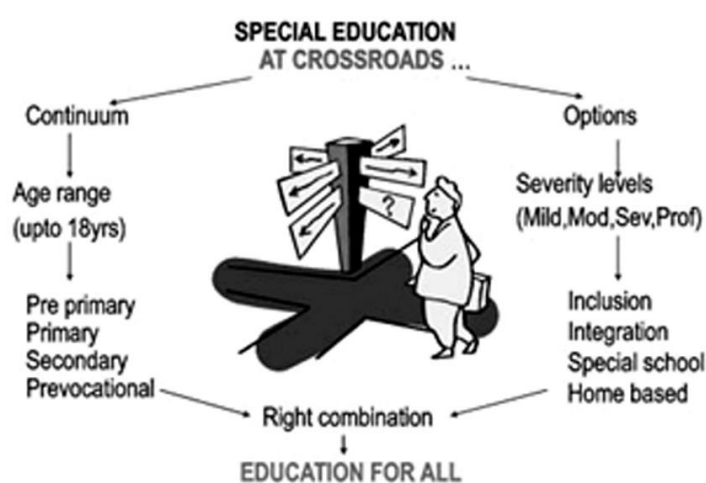 SPECIAL EDUCATION
AT CROSSROADS ...
Continuum
Age range
(upto 18yrs)
Pre primary
Primary
Secondary
Prevocational
?
Options
Severity levels
(Mild,Mod,Sev,Prof)
Inclusion
Integration
Special school
Home based
Right combination
EDUCATION FOR ALL